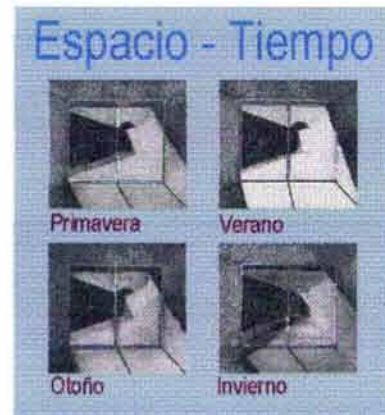 Espacio - Tiempo
Primavera
Verano
Otoño
Invierno